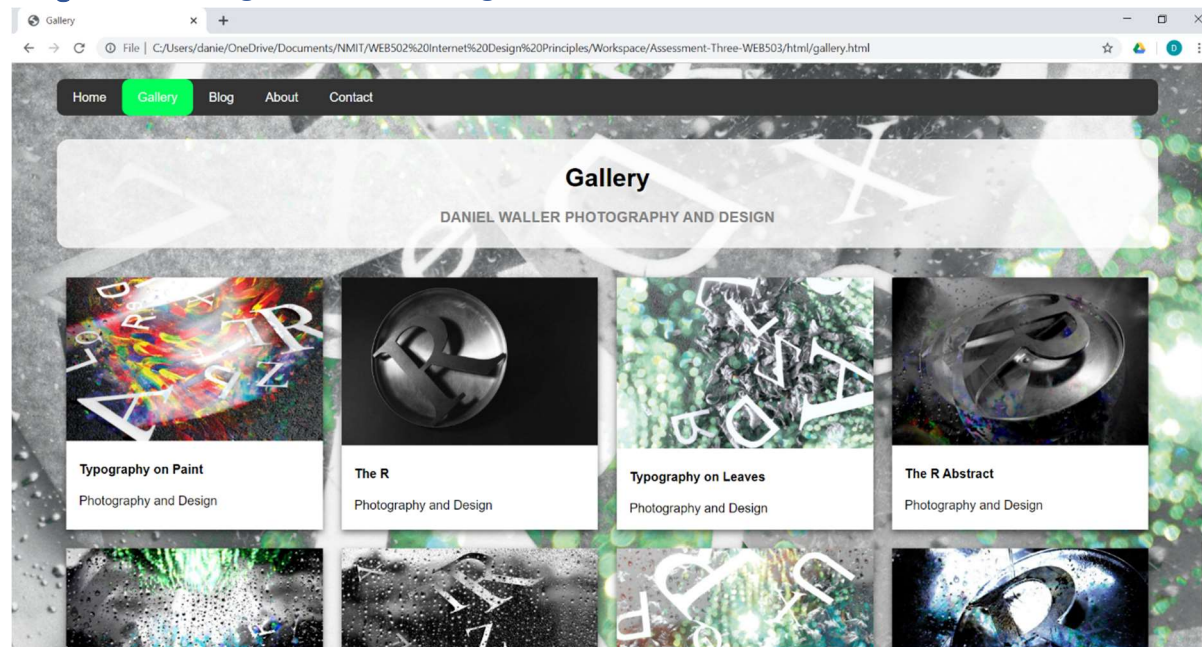 Gallery
File | C:/Users/danie/OneDrive/Documents/NMIT/WEB502%20Internet%20Design%20Principles/Workspace/Assessment-Three-WEB503/html/gallery.html
D
Home Gallery Blog About Contact
Gallery
DANIEL WALLER PHOTOGRAPHY AND DESIGN
Typography on Paint
Photography and Design
The R
Photography and Design
Typography on Leaves
Photography and Design
The R Abstract
Photography and Design